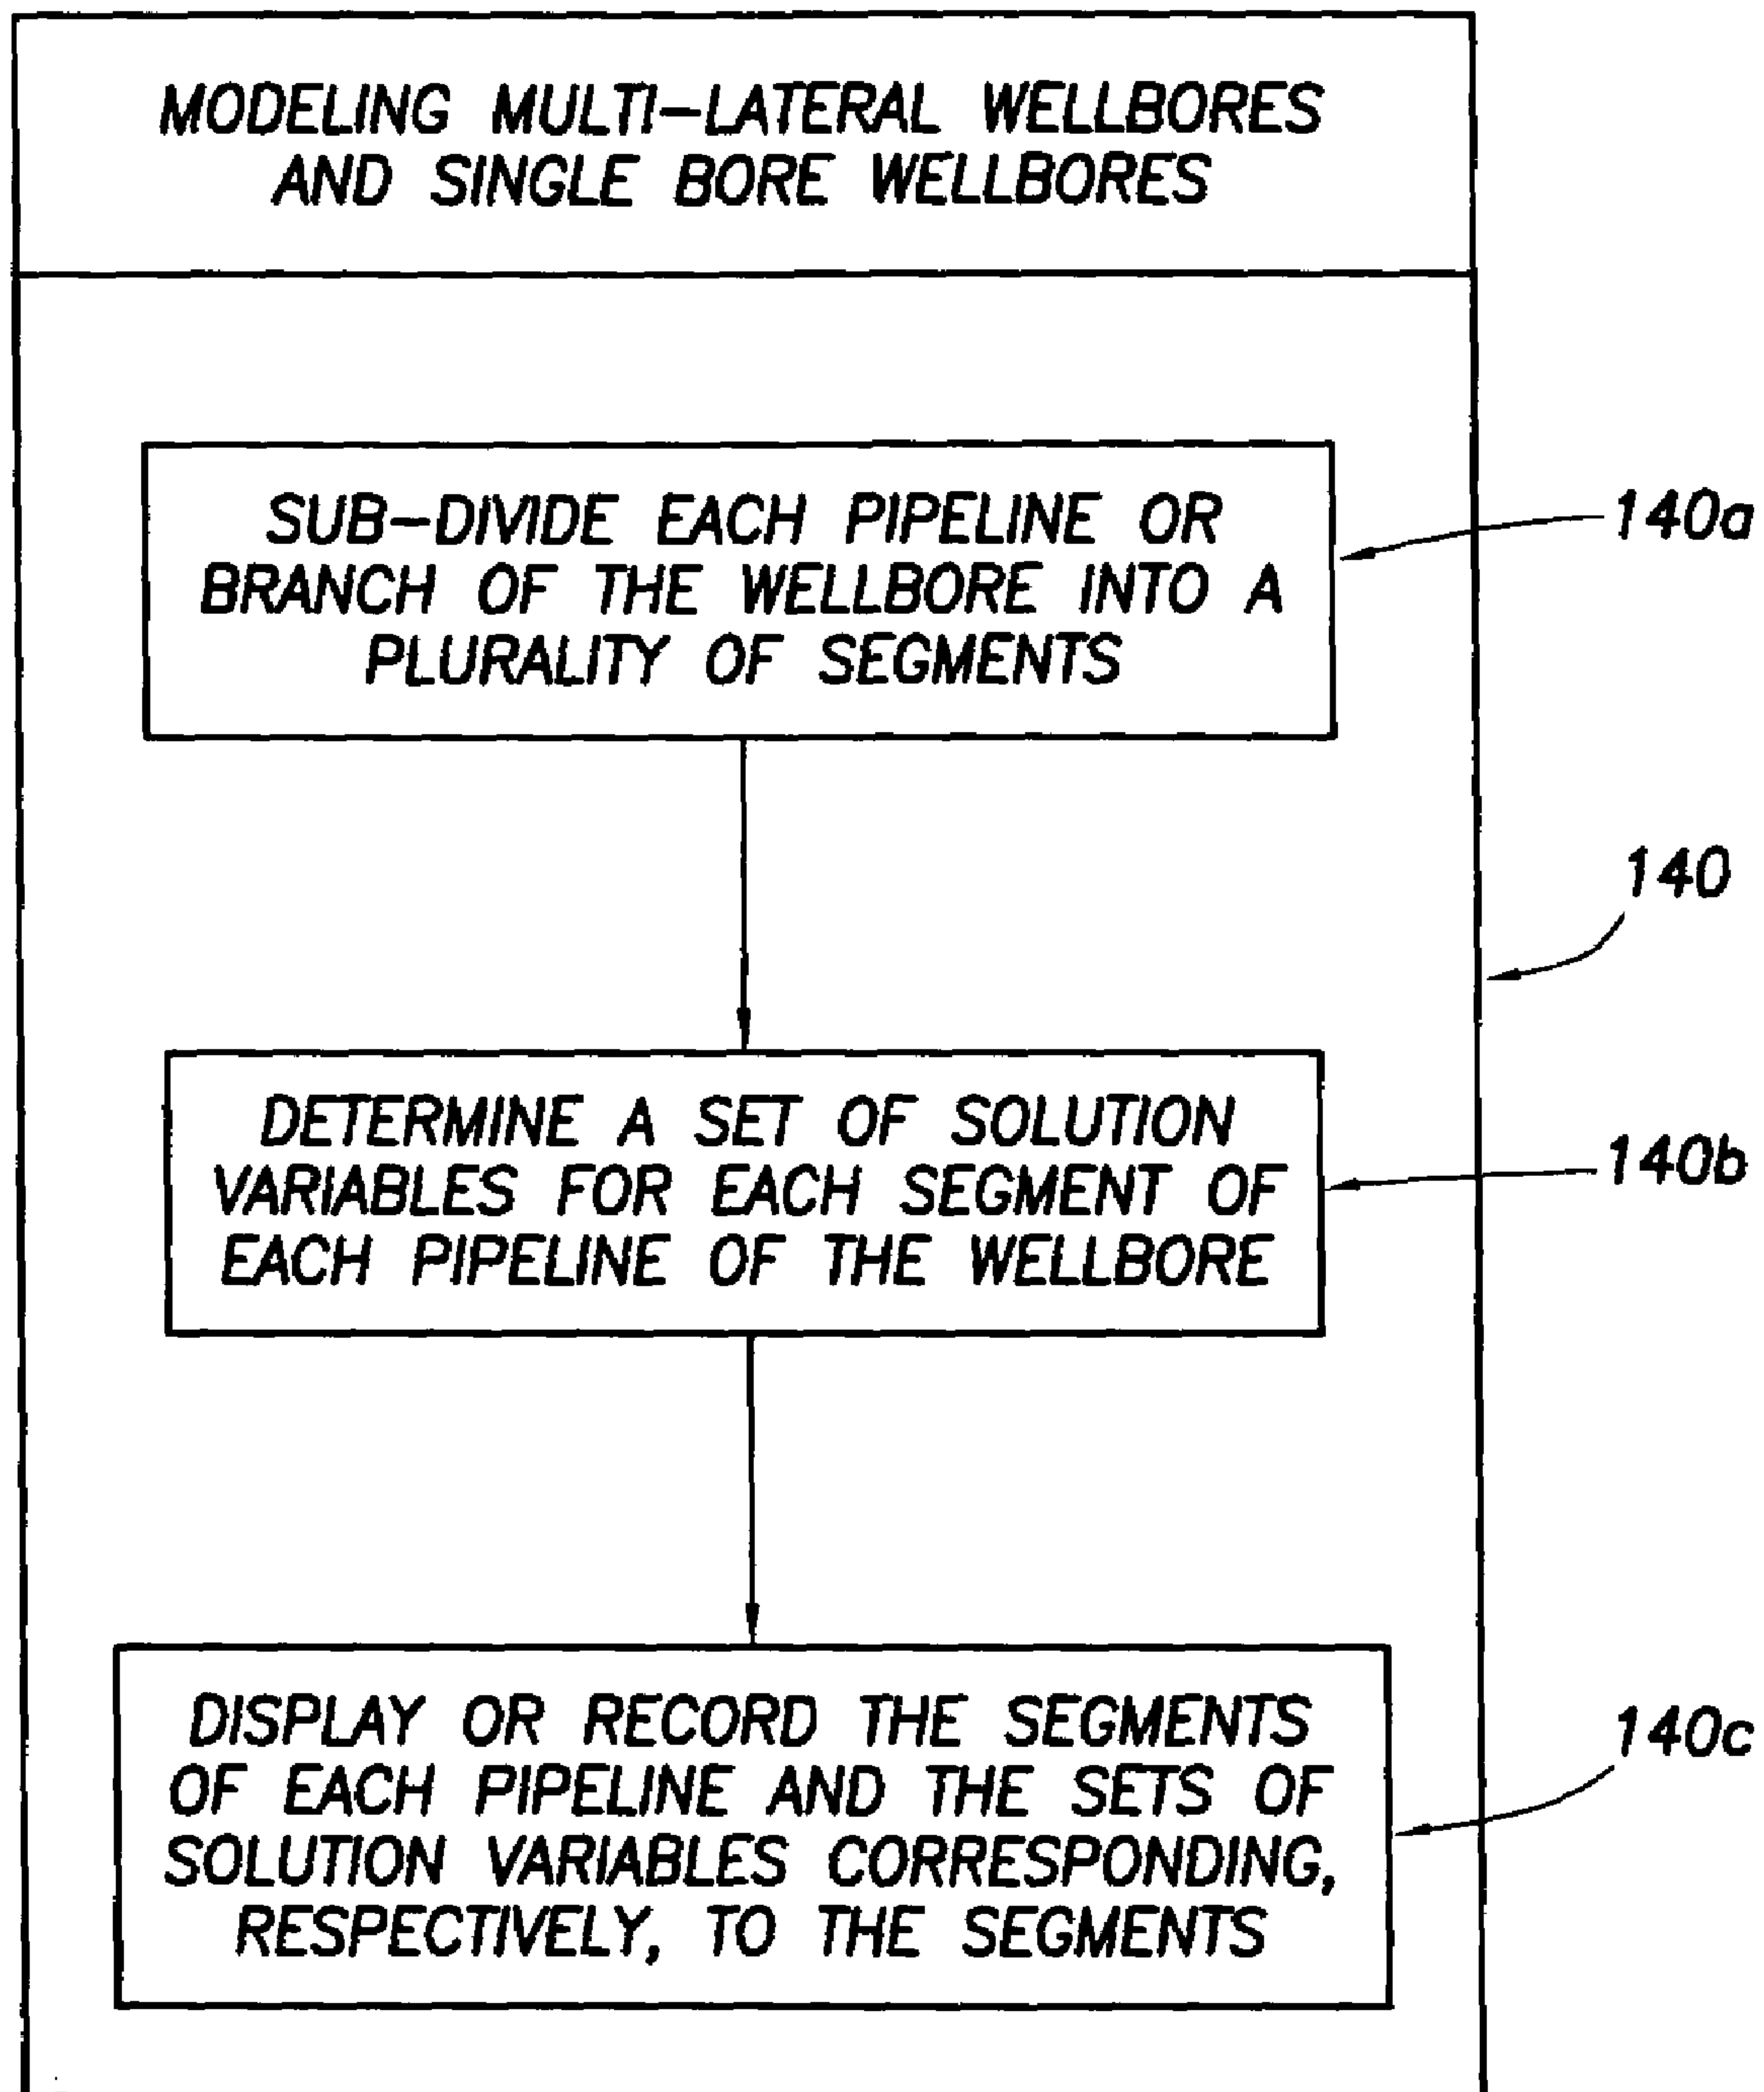 MODELING MULTI-LATERAL WELLBORES
AND SINGLE BORE WELLBORES
SUB-DIVIDE EACH PIPELINE OR
BRANCH OF THE WELLBORE INTO A
PLURALITY OF SEGMENTS
140a
140
DETERMINE A SET OF SOLUTION
VARIABLES FOR EACH SEGMENT OF
EACH PIPELINE OF THE WELLBORE
140b
DISPLAY OR RECORD THE SEGMENTS
OF EACH PIPELINE AND THE SETS OF
SOLUTION VARIABLES CORRESPONDING,
RESPECTIVELY, TO THE SEGMENTS
140c